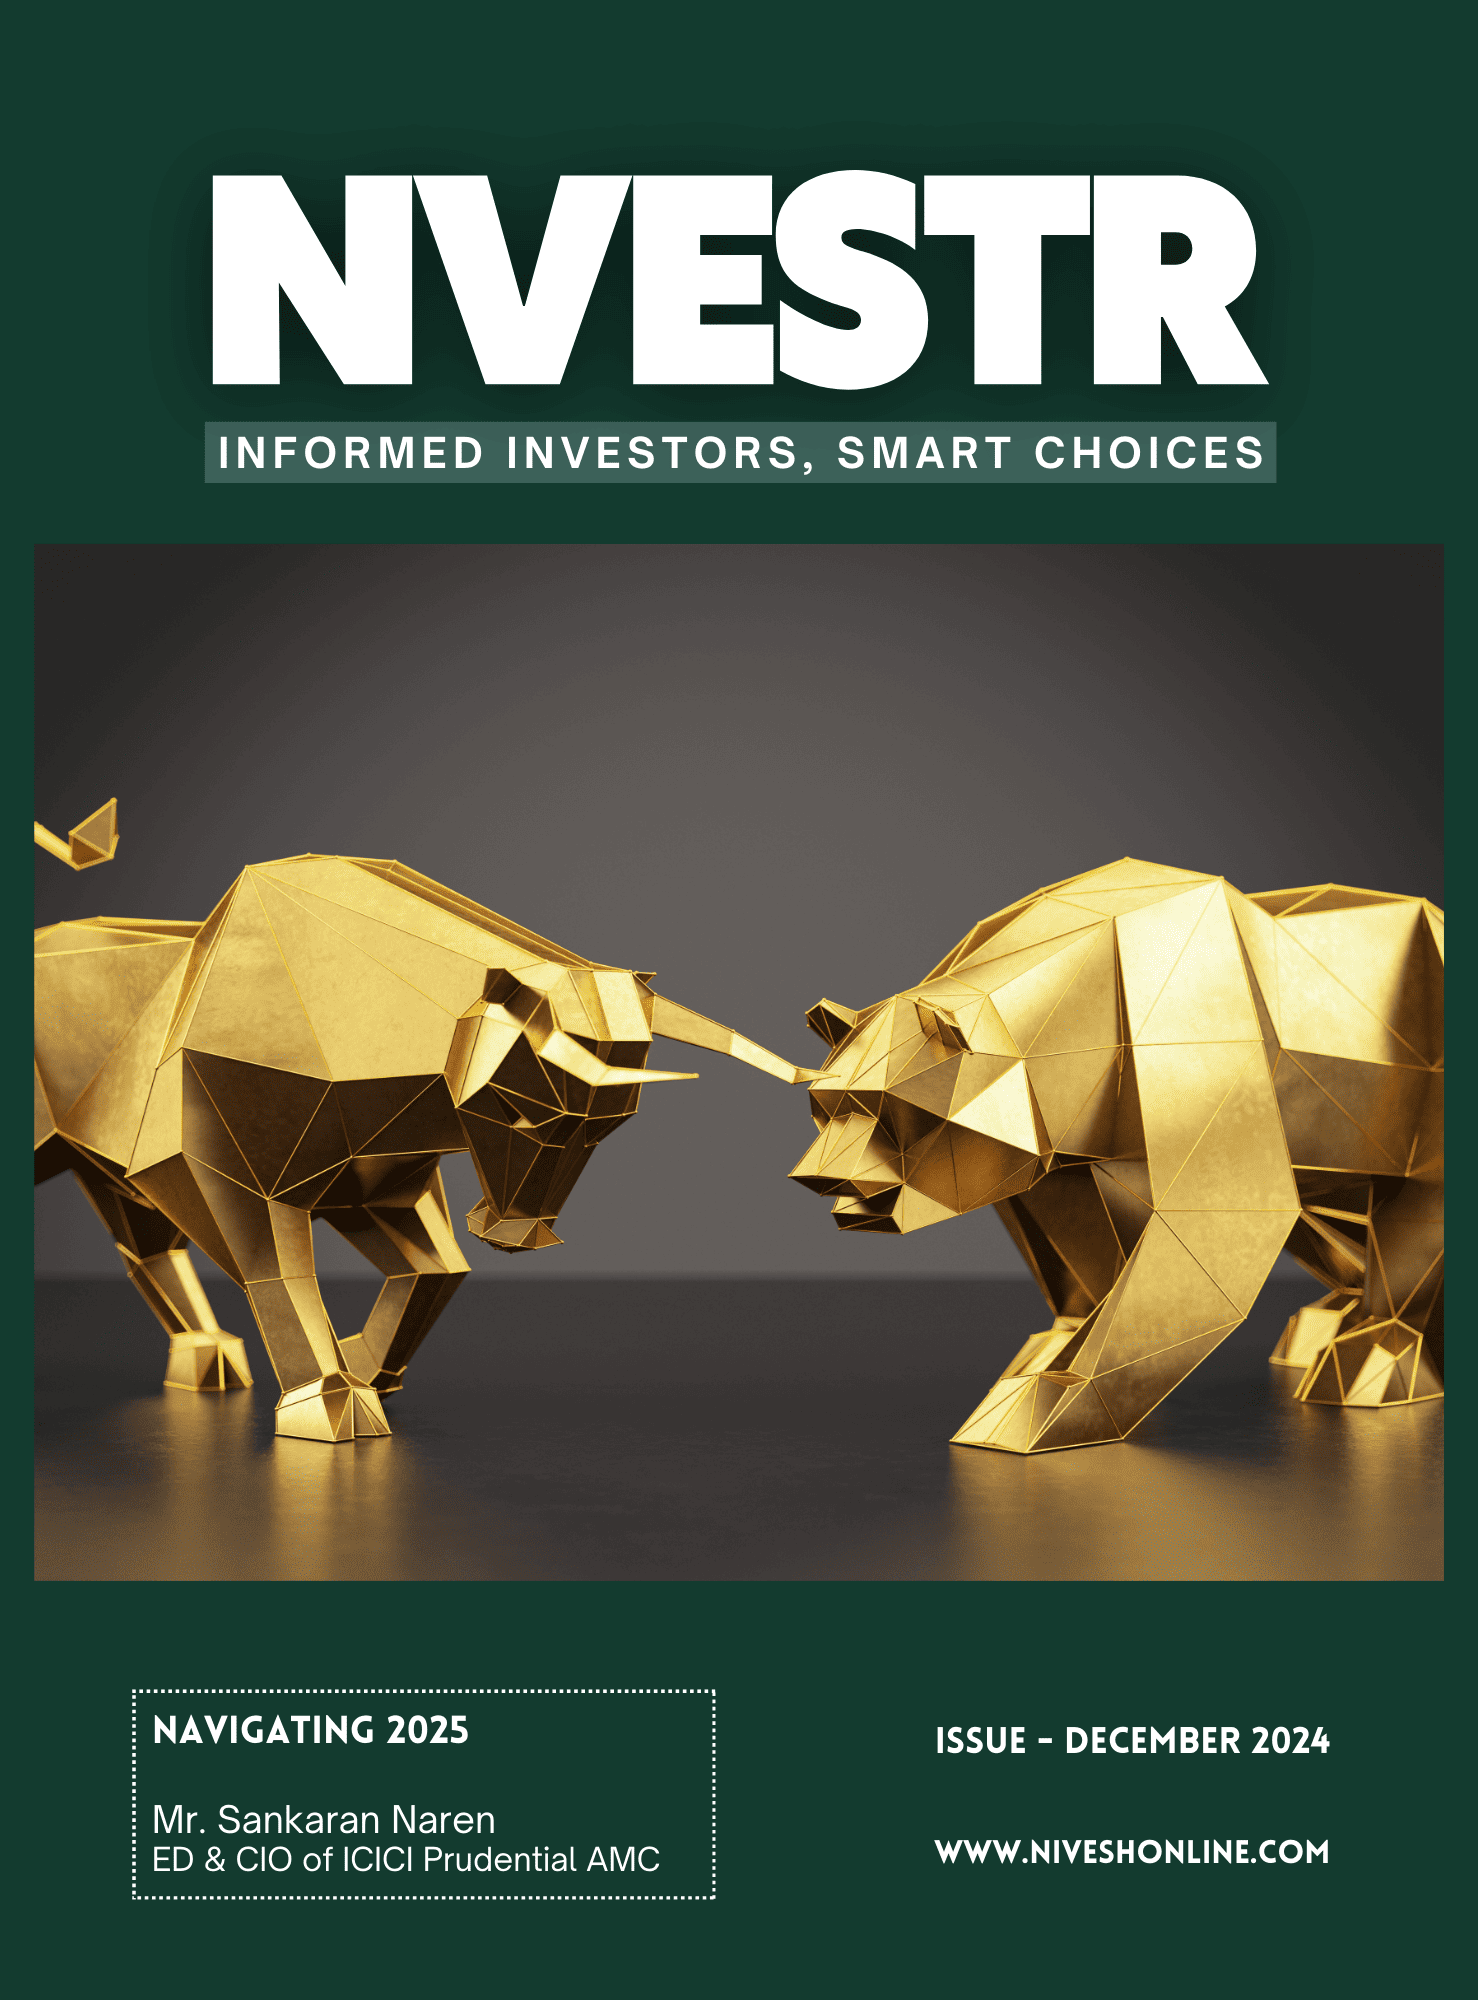 NVESTR
INFORMED INVESTORS, SMART CHOICES
NAVIGATING 2025
Mr. Sankaran Naren
ED & CIO of ICICI Prudential AMC
ISSUE - DECEMBER 2024
WWW.NIVESHONLINE.COM